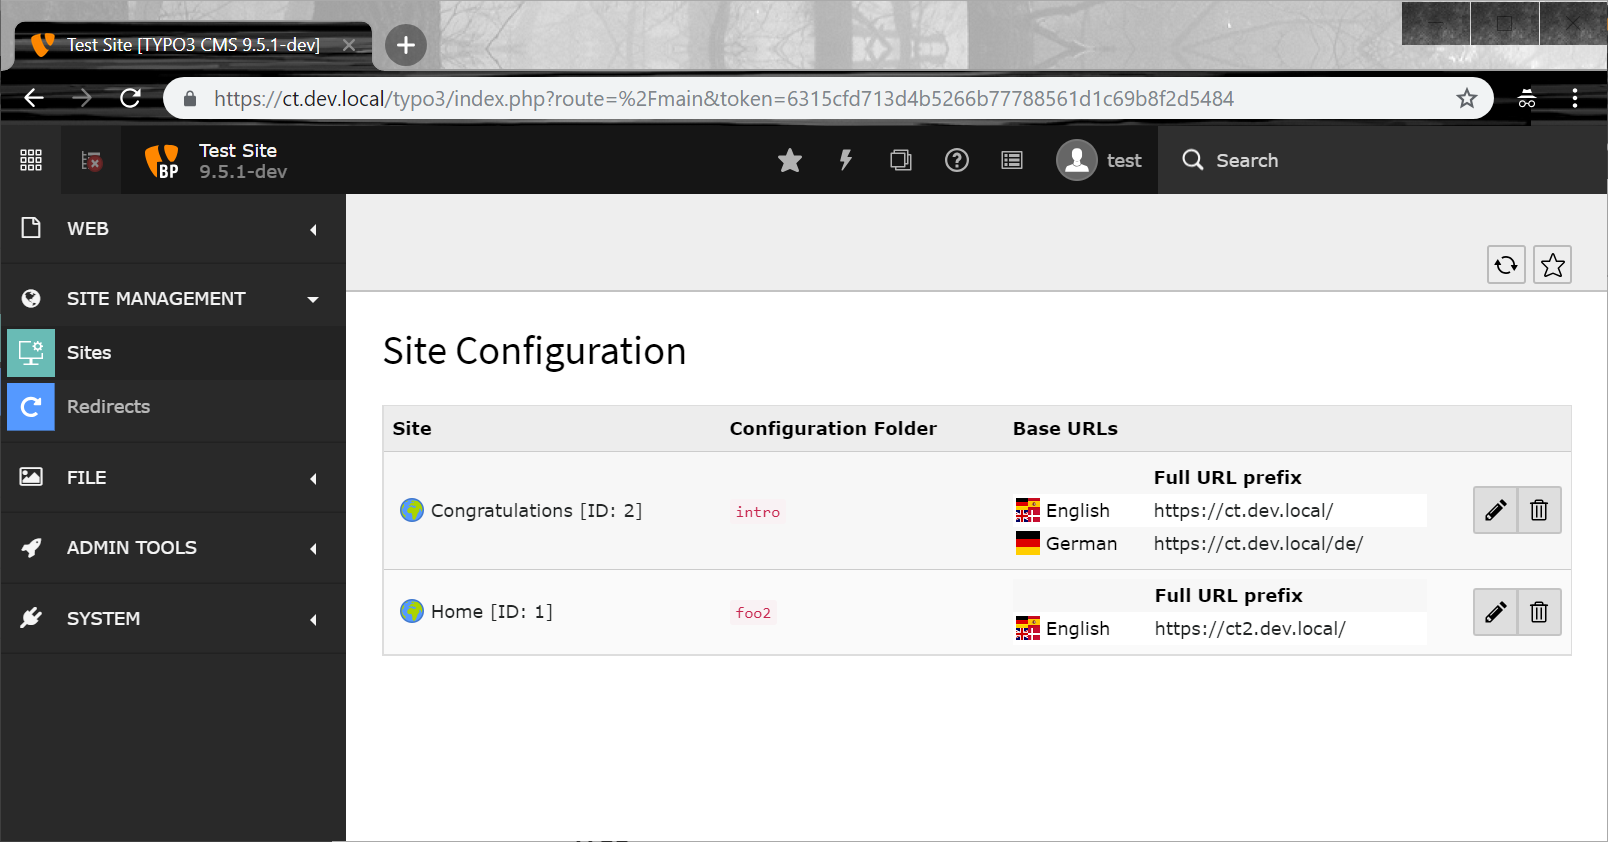 Test Site [TYPO3 CMS 9.5.1-dev]
https://ct.dev.local/typo3/index.php?route=%2Fmain&token=6315cfd713d4b5266b77788561d1c69b8f2d5484
BP
Test Site
9.5.1-dev
test
Search
WEB
SITE MANAGEMENT
Sites
Redirects
FILE
ADMIN TOOLS
SYSTEM
Site Configuration
Site Configuration Folder Base URLs
Full URL prefix
Congratulations [ID: 2] intro English https://ct.dev.local/
German https://ct.dev.local/de/
Full URL prefix
Home [ID: 1] foo2 English https://ct2.dev.local/